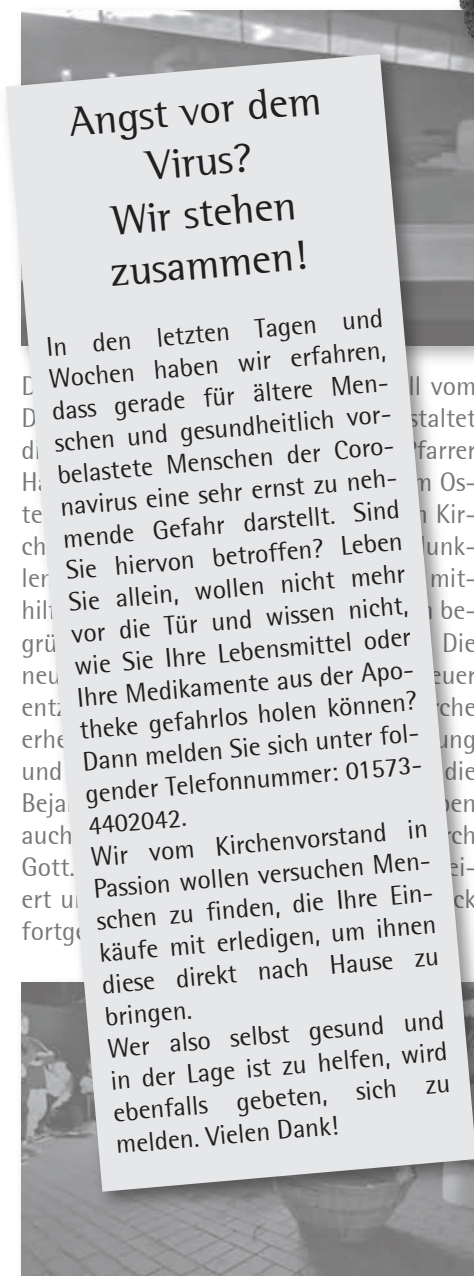 Angst vor dem
Virus?
Wir stehen
zusammen!
In den letzten Tagen und
Wochen haben wir erfahren,
dass gerade für ältere Men-
schen und gesundheitlich vor-
belastete Menschen der Coro-
navirus eine sehr ernst zu neh-
mende Gefahr darstellt. Sind
Sie hiervon betroffen? Leben
Sie allein, wollen nicht mehr
vor die Tür und wissen nicht,
wie Sie Ihre Lebensmittel oder
Ihre Medikamente aus der Apo-
theke gefahrlos holen können?
Dann melden Sie sich unter fol-
gender Telefonnummer: 01573-
4402042.
Wir vom Kirchenvorstand in
Passion wollen versuchen Men-
schen zu finden, die Ihre Ein-
käufe mit erledigen, um ihnen
diese direkt nach Hause zu
bringen.
Wer also selbst gesund und
in der Lage ist zu helfen, wird
ebenfalls gebeten, sich zu
melden. Vielen Dank!
vom
Die
und
die
auch
Gott.